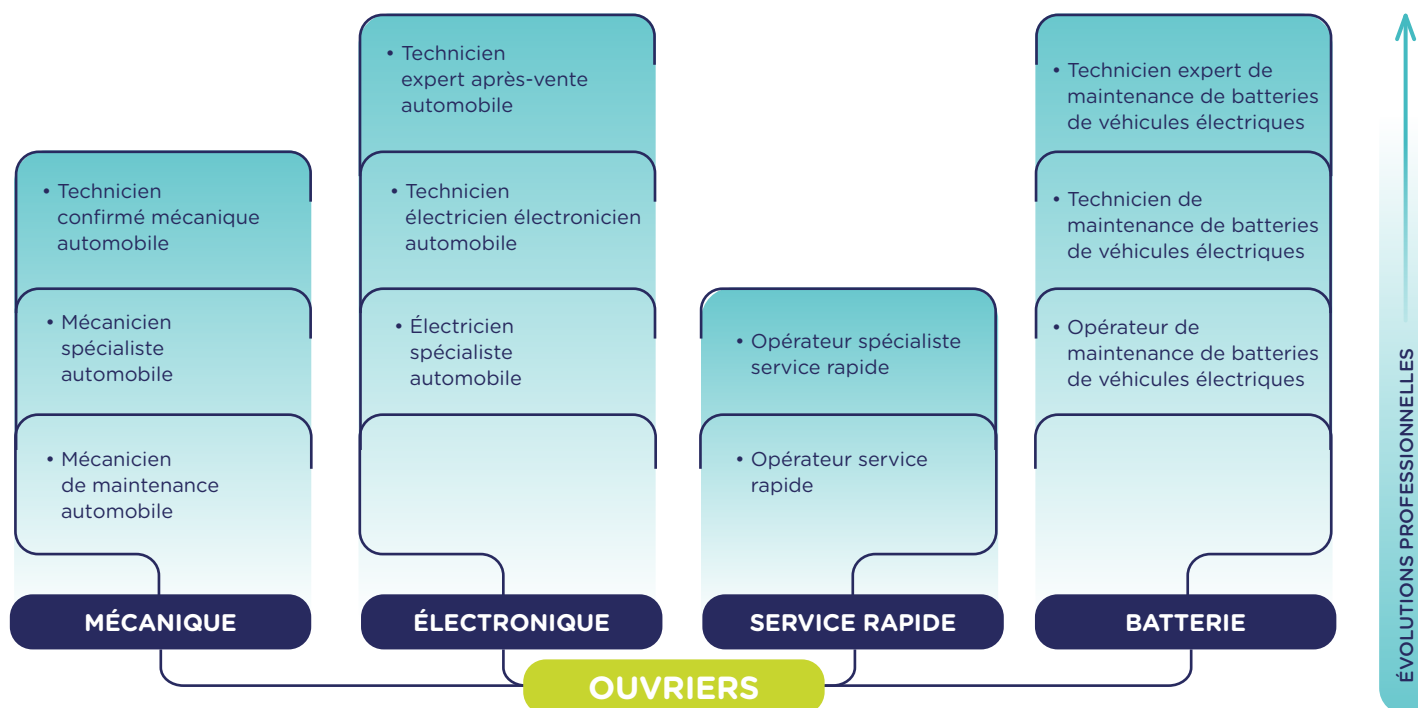 • Technicien
confirmé mécanique
automobile
• Mécanicien
spécialiste
automobile
• Mécanicien
de maintenance
automobile
MÉCANIQUE
• Technicien
expert après-vente
automobile
• Technicien
électricien électronicien
automobile
• Électricien
spécialiste
automobile
ÉLECTRONIQUE
• Opérateur spécialiste
service rapide
• Opérateur service
rapide
SERVICE RAPIDE
• Technicien expert de
maintenance de batteries
de véhicules électriques
• Technicien de
maintenance de batteries
de véhicules électriques
• Opérateur de
maintenance de batteries
de véhicules électriques
BATTERIE
OUVRIERS
ÉVOLUTIONS PROFESSIONNELLES